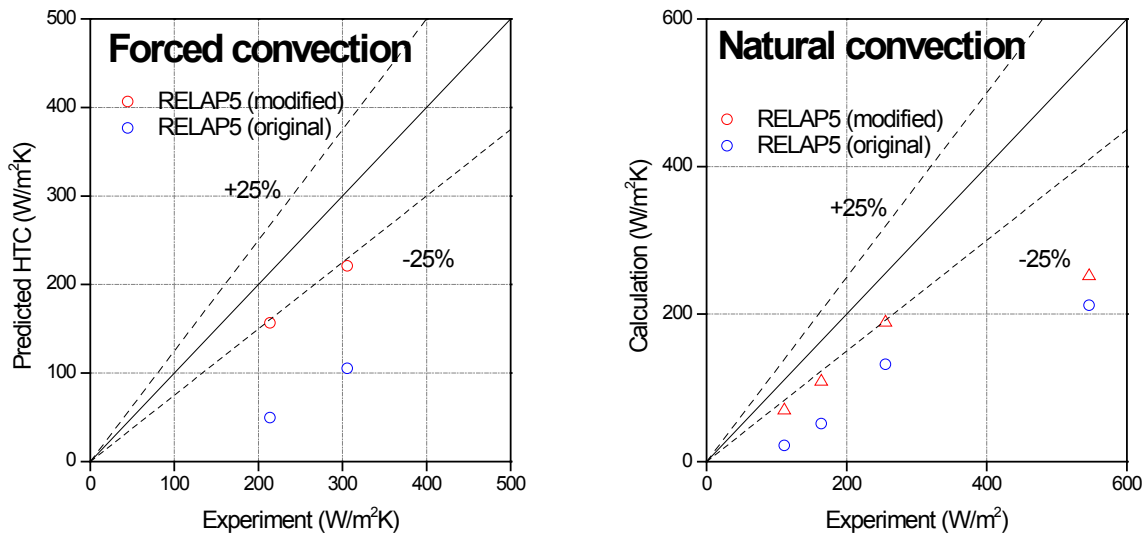 Forced convection
RELAP5 (modified)
RELAP5 (original)
+25%
-25%
500
400
300
200
100
0
0 100 200 300 400 500
Predicted HTC (W/m²K)
Experiment (W/m²K)
Natural convection
RELAP5 (modified)
RELAP5 (original)
+25%
-25%
600
400
200
0
0 200 400 600
Calculation (W/m²K)
Experiment (W/m²)